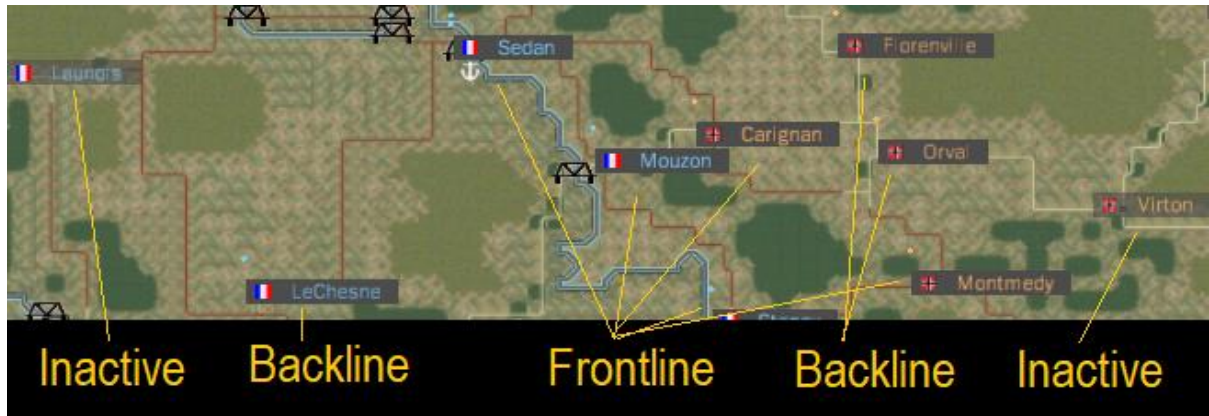 Sedan
Florenville
Launois
Carignan
Mouzon
Orval
Virton
LeChesne
Montmedy
Inactive Backline Frontline Backline Inactive